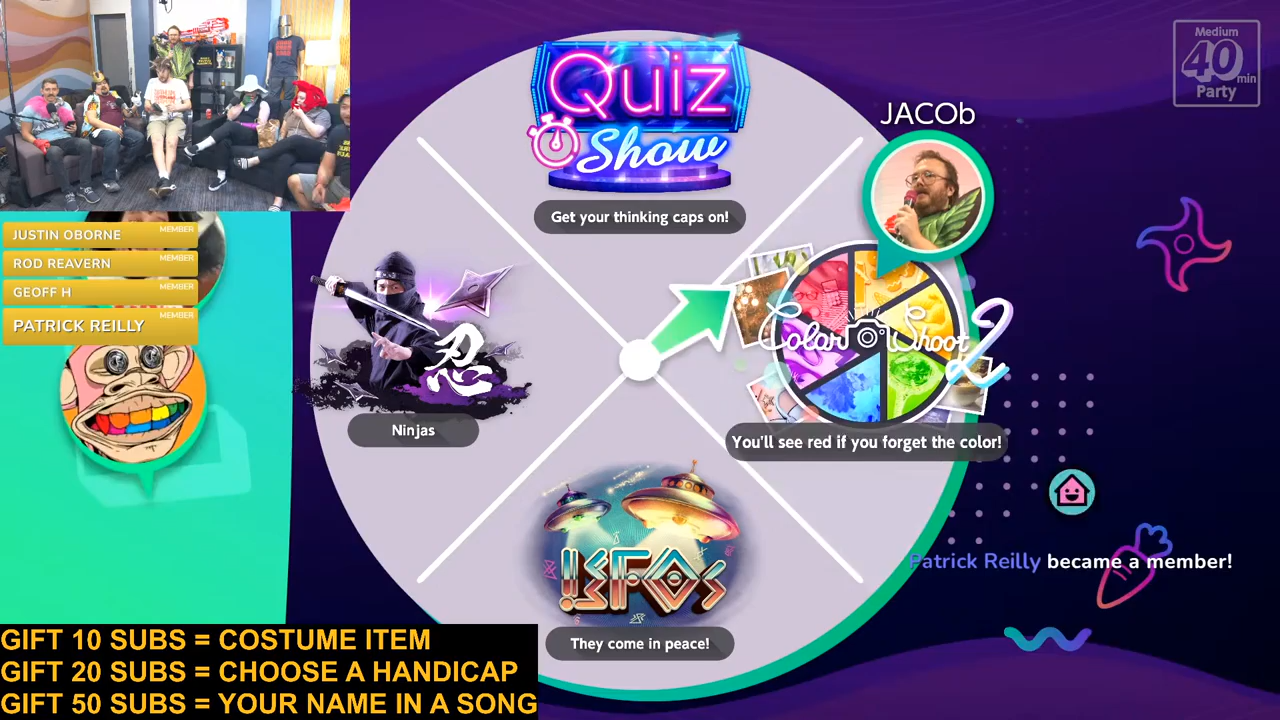 Quiz
Show
Get your thinking caps on!
Medium
40 min
Party
JACOb
JUSTIN OBORNE MEMBER
ROD REAVERN MEMBER
GEOFF H MEMBER
PATRICK REILLY MEMBER
忍
Ninjas
Color Shoot 2
You'll see red if you forget the color!
!SFOs
They come in peace!
Patrick Reilly became a member!
GIFT 10 SUBS = COSTUME ITEM
GIFT 20 SUBS = CHOOSE A HANDICAP
GIFT 50 SUBS = YOUR NAME IN A SONG